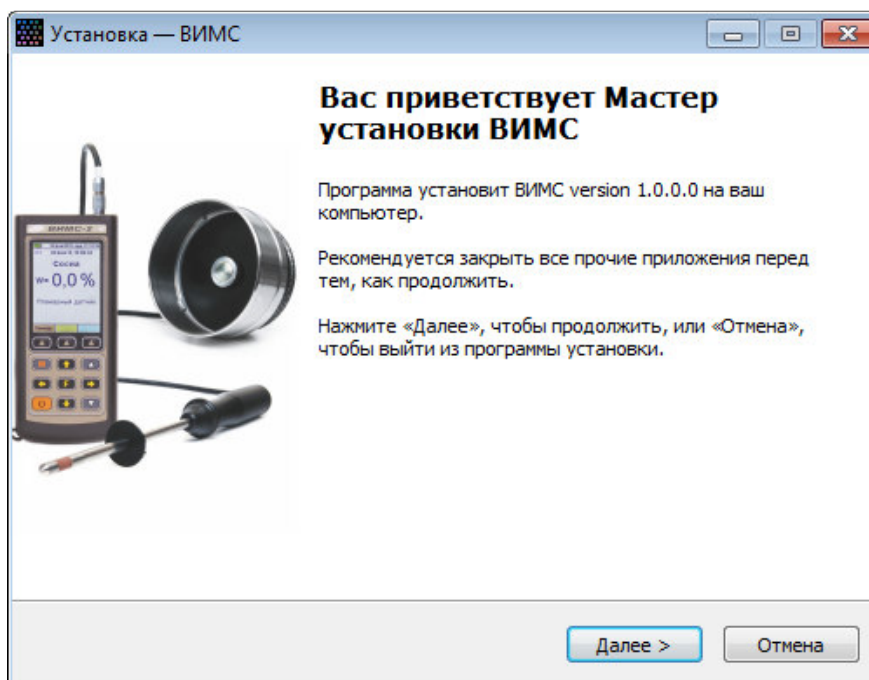 Установка — ВИМС
Вас приветствует Мастер
установки ВИМС
Программа установит ВИМС version 1.0.0.0 на ваш
компьютер.
Рекомендуется закрыть все прочие приложения перед
тем, как продолжить.
Нажмите «Далее», чтобы продолжить, или «Отмена»,
чтобы выйти из программы установки.
ВИМС-2
Сосна
W= 0,0 %
Планарный датчик
Далее >
Отмена